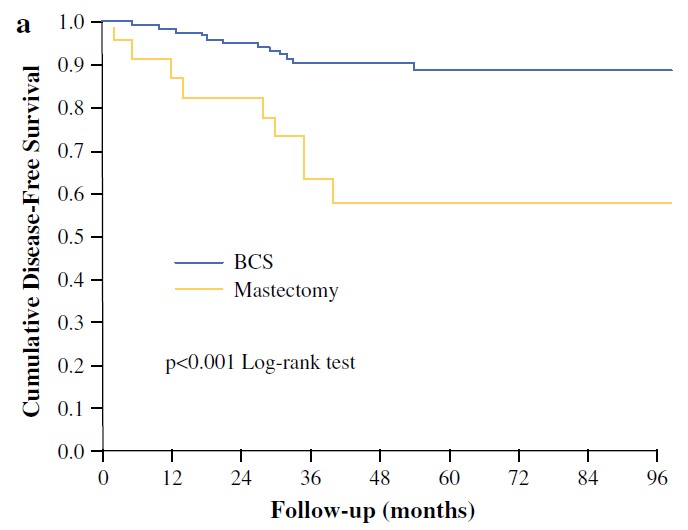 a
Cumulative Disease-Free Survival
1.0
0.9
0.8
0.7
0.6
0.5
0.4
0.3
0.2
0.1
0.0
BCS
Mastectomy
p<0.001 Log-rank test
0 12 24 36 48 60 72 84 96
Follow-up (months)